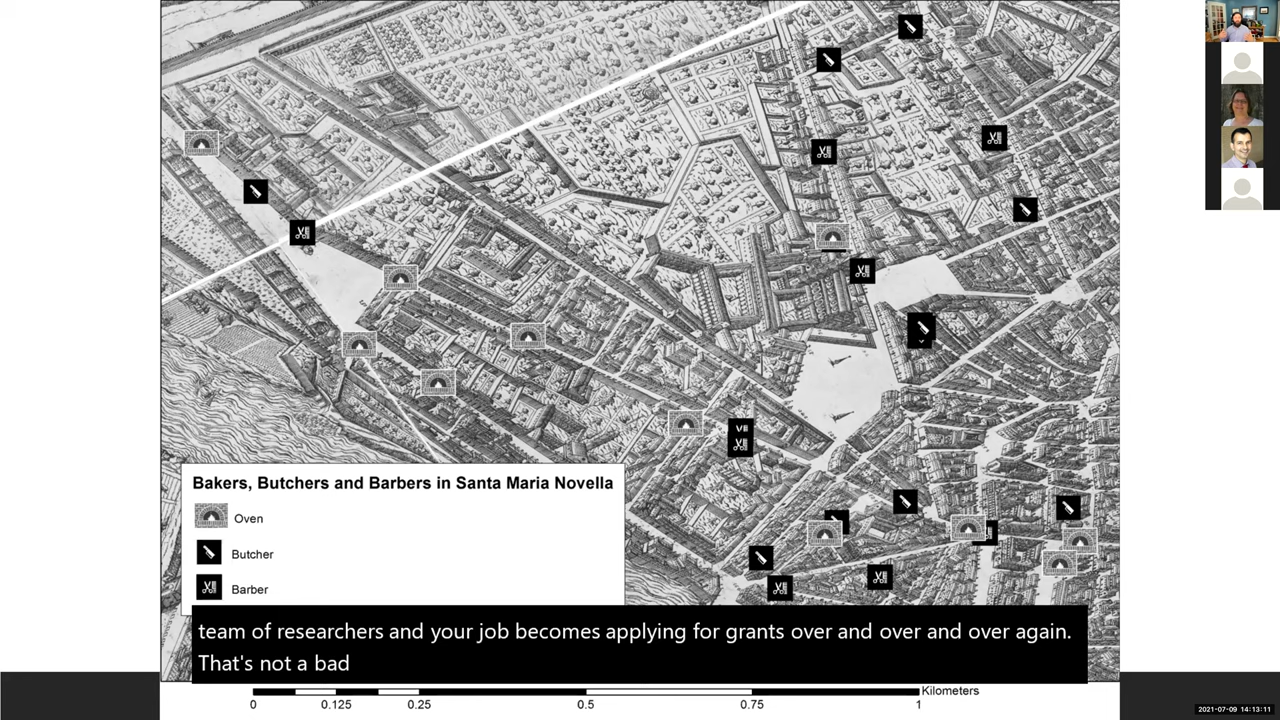 Bakers, Butchers and Barbers in Santa Maria Novella
Oven
Butcher
Barber
team of researchers and your job becomes applying for grants over and over and over again.
That's not a bad
Kilometers
0 0.125 0.25 0.5 0.75 1
2021-07-09 14:13:11